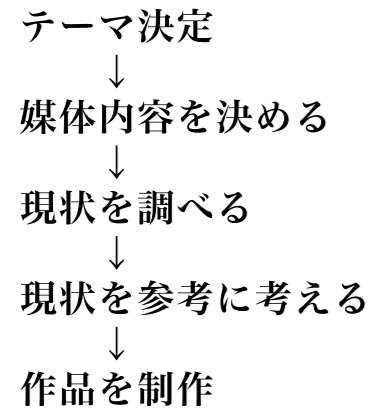 テーマ決定
↓
媒体内容を決める
↓
現状を調べる
↓
現状を参考に考える
↓
作品を制作